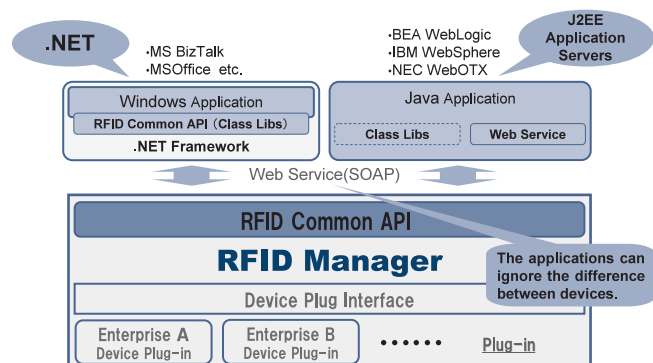 .NET
·MS BizTalk
·MSOffice etc.
·BEA WebLogic
·IBM WebSphere
·NEC WebOTX
J2EE
Application
Servers
Windows Application
RFID Common API (Class Libs)
.NET Framework
Java Application
Class Libs
Web Service
Web Service(SOAP)
RFID Common API
RFID Manager
The applications can
ignore the difference
between devices.
Device Plug Interface
Enterprise A
Device Plug-in
Enterprise B
Device Plug-in
••••••
Plug-in